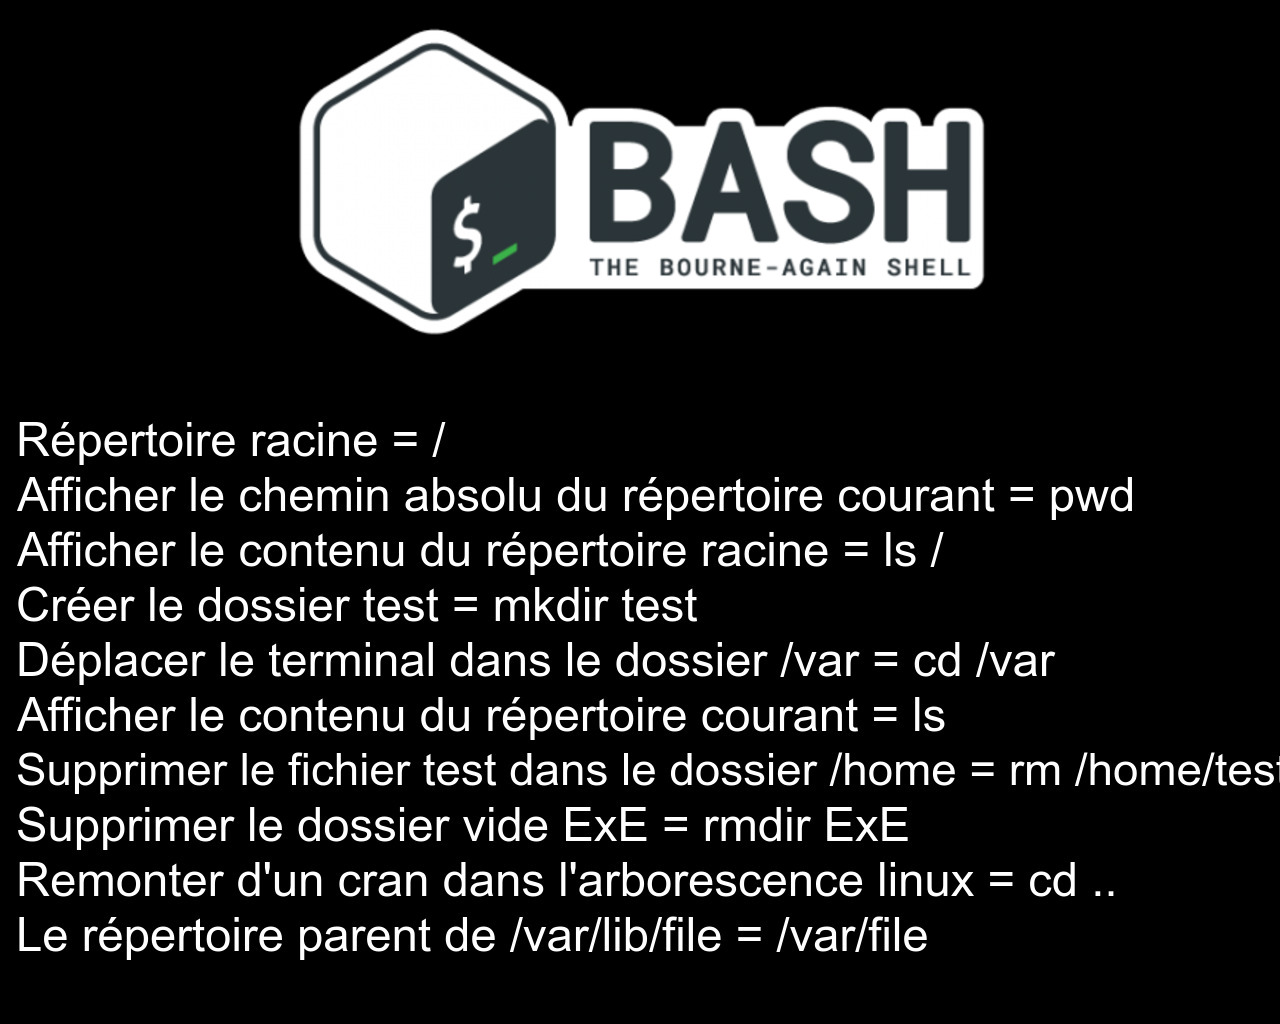 $_
BASH
THE BOURNE-AGAIN SHELL
Répertoire racine = /
Afficher le chemin absolu du répertoire courant = pwd
Afficher le contenu du répertoire racine = ls /
Créer le dossier test = mkdir test
Déplacer le terminal dans le dossier /var = cd /var
Afficher le contenu du répertoire courant = ls
Supprimer le fichier test dans le dossier /home = rm /home/test
Supprimer le dossier vide ExE = rmdir ExE
Remonter d'un cran dans l'arborescence linux = cd ..
Le répertoire parent de /var/lib/file = /var/file